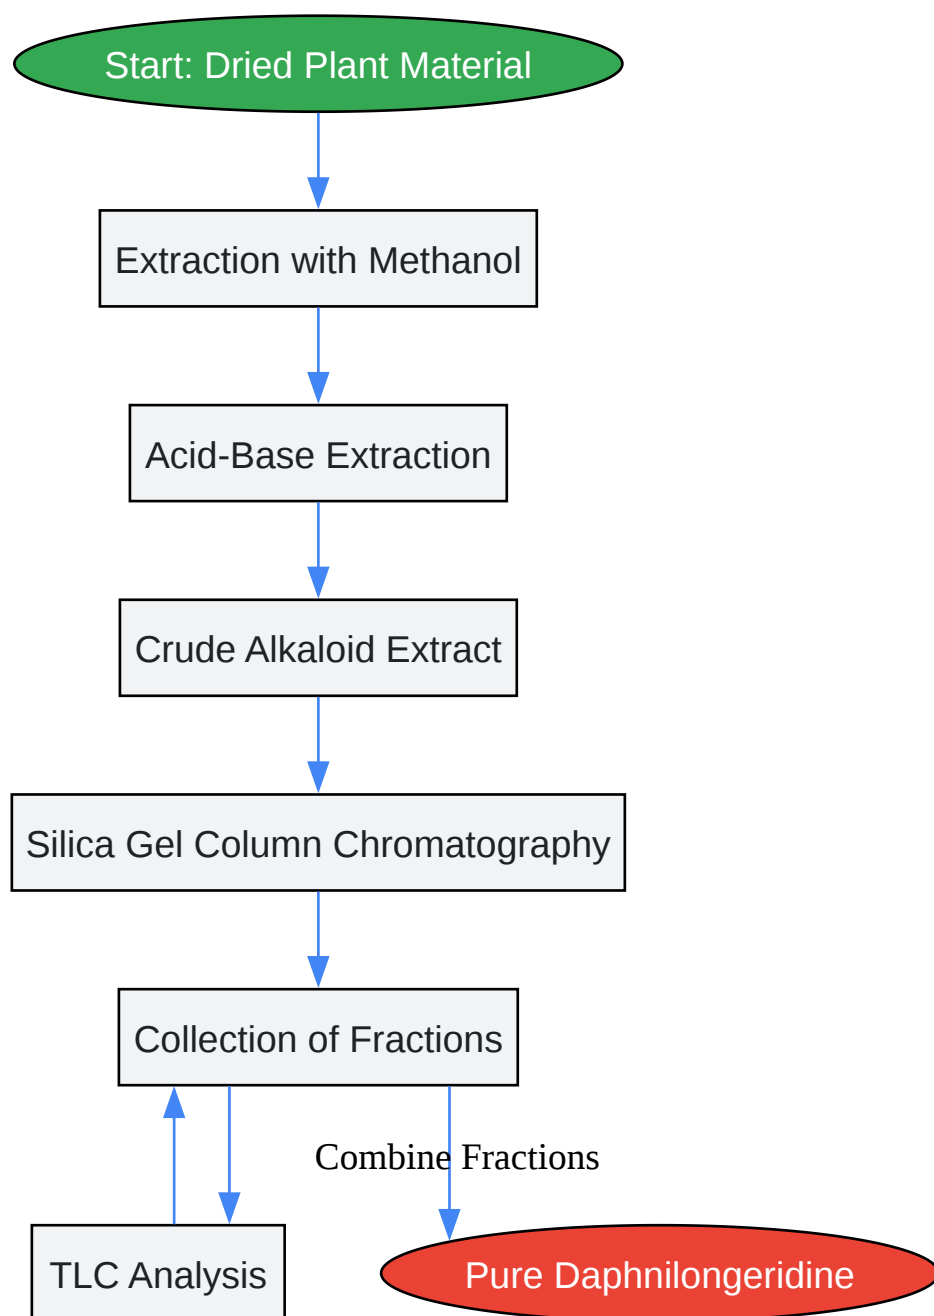 Start: Dried Plant Material
Extraction with Methanol
Acid-Base Extraction
Crude Alkaloid Extract
Silica Gel Column Chromatography
Collection of Fractions
Combine Fractions
TLC Analysis
Pure Daphnilongeridine